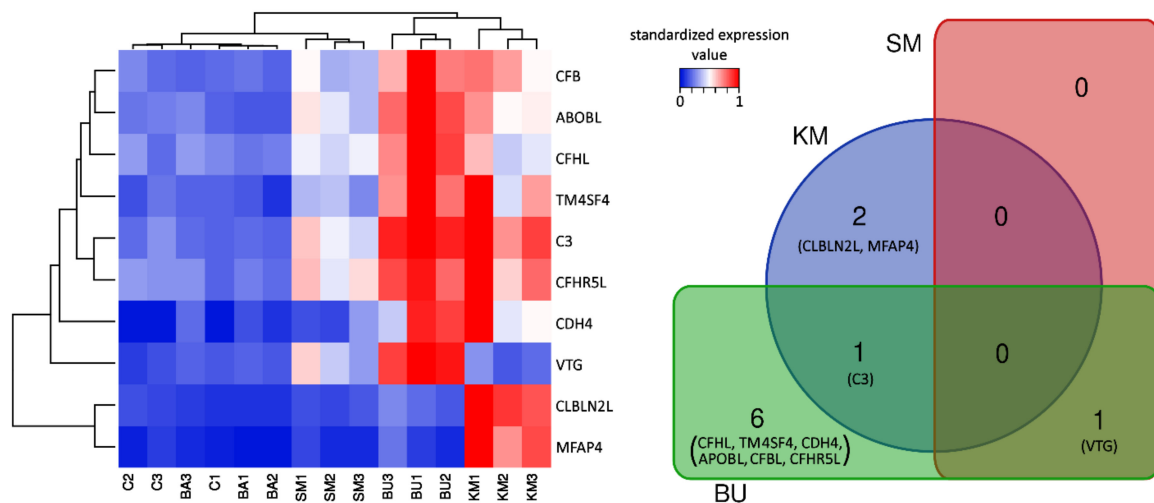 CFB
ABOBL
CFHL
TM4SF4
C3
CFHR5L
CDH4
VTG
CLBLN2L
MFAP4
C2 C3 BA3 C1 BA1 BA2 SM1 SM2 SM3 BU3 BU1 BU2 KM1 KM2 KM3
standardized expression
value
0 1
SM
0
KM
2
(CLBLN2L, MFAP4)
0
1
(C3)
0
6
(CFHL, TM4SF4, CDH4,
APOBL, CFBL, CFHR5L)
1
(VTG)
BU